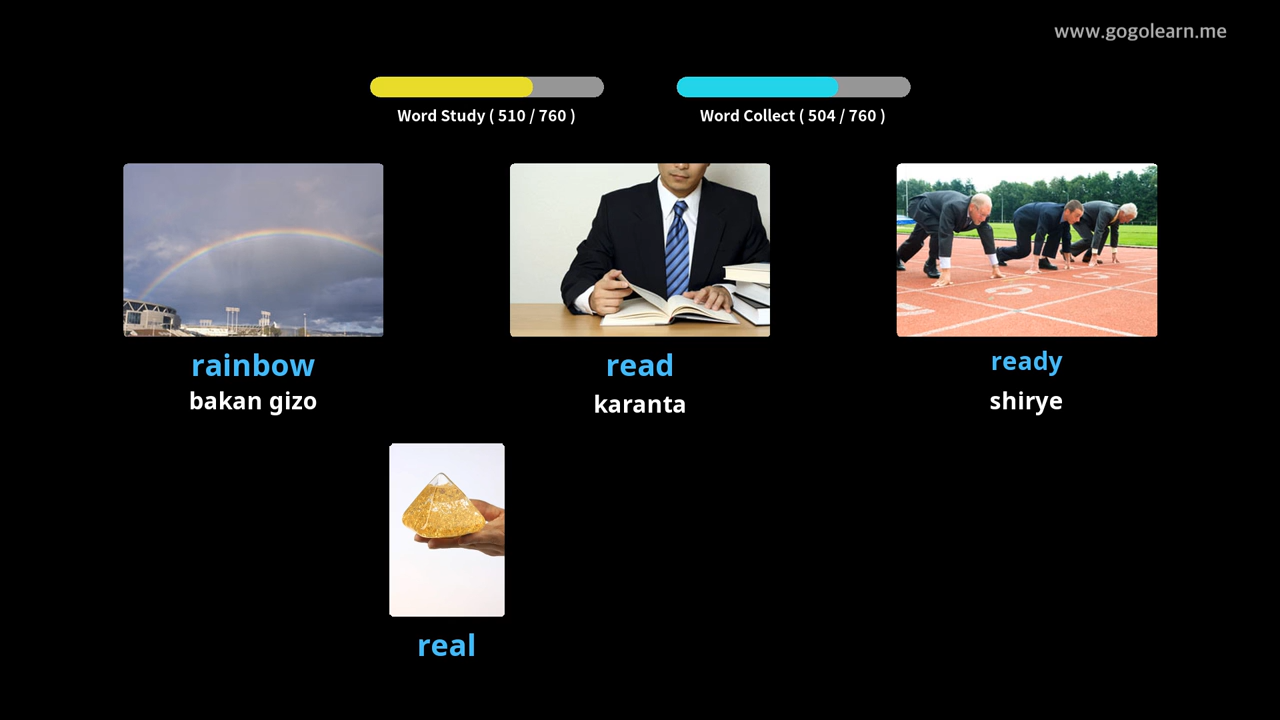 www.gogolearn.me
Word Study ( 510 / 760 )
Word Collect ( 504 / 760 )
rainbow
bakan gizo
read
karanta
ready
shirye
real